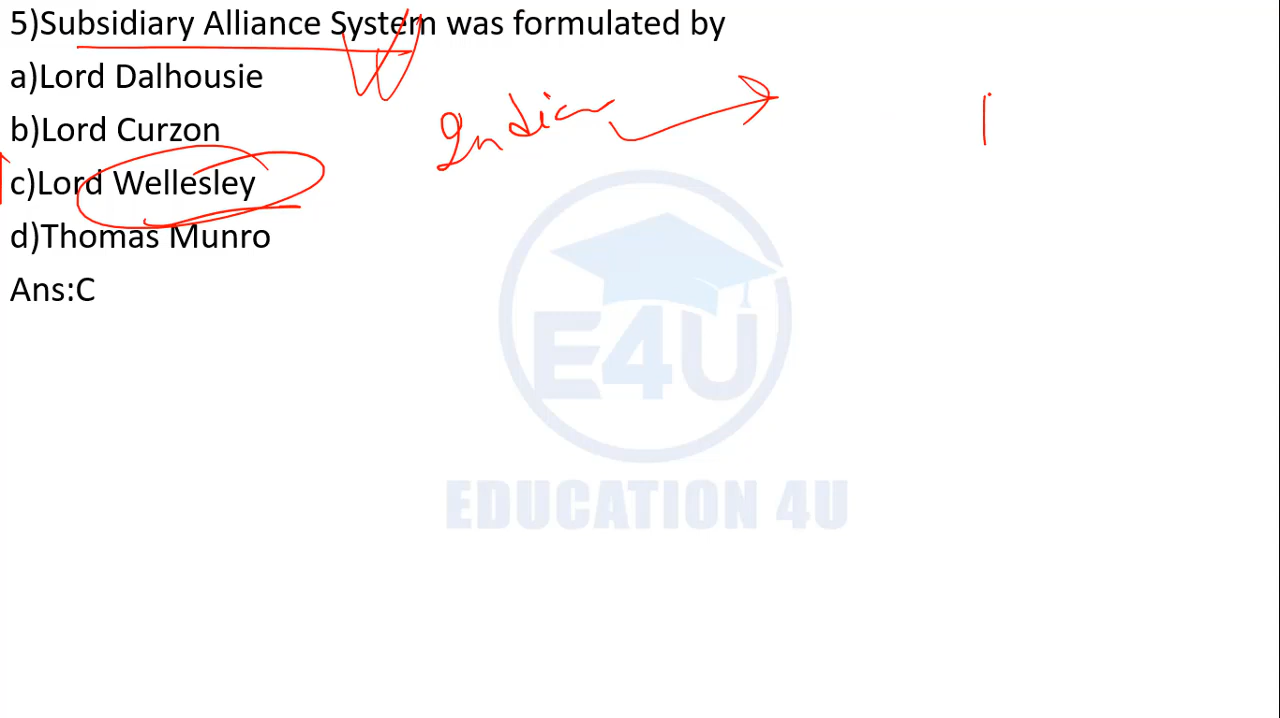 5)Subsidiary Alliance System was formulated by
a)Lord Dalhousie
b)Lord Curzon
Indian
c)Lord Wellesley
d)Thomas Munro
Ans:C
E4U
EDUCATION 4U